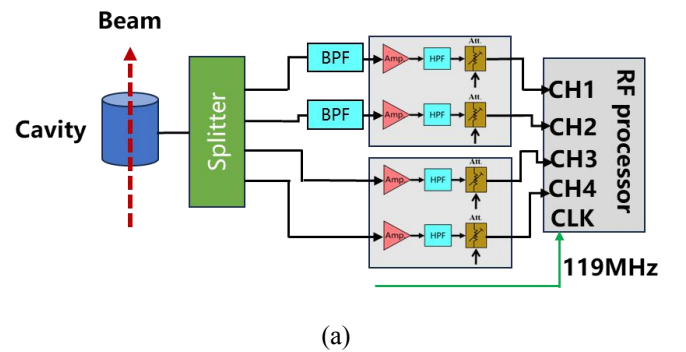 Beam
Cavity
Splitter
BPF
BPF
Amp.
HPF
Att.
Amp.
HPF
Att.
Amp.
HPF
Att.
Amp.
HPF
Att.
CH1
CH2
CH3
CH4
CLK
RF processor
119MHz
(a)